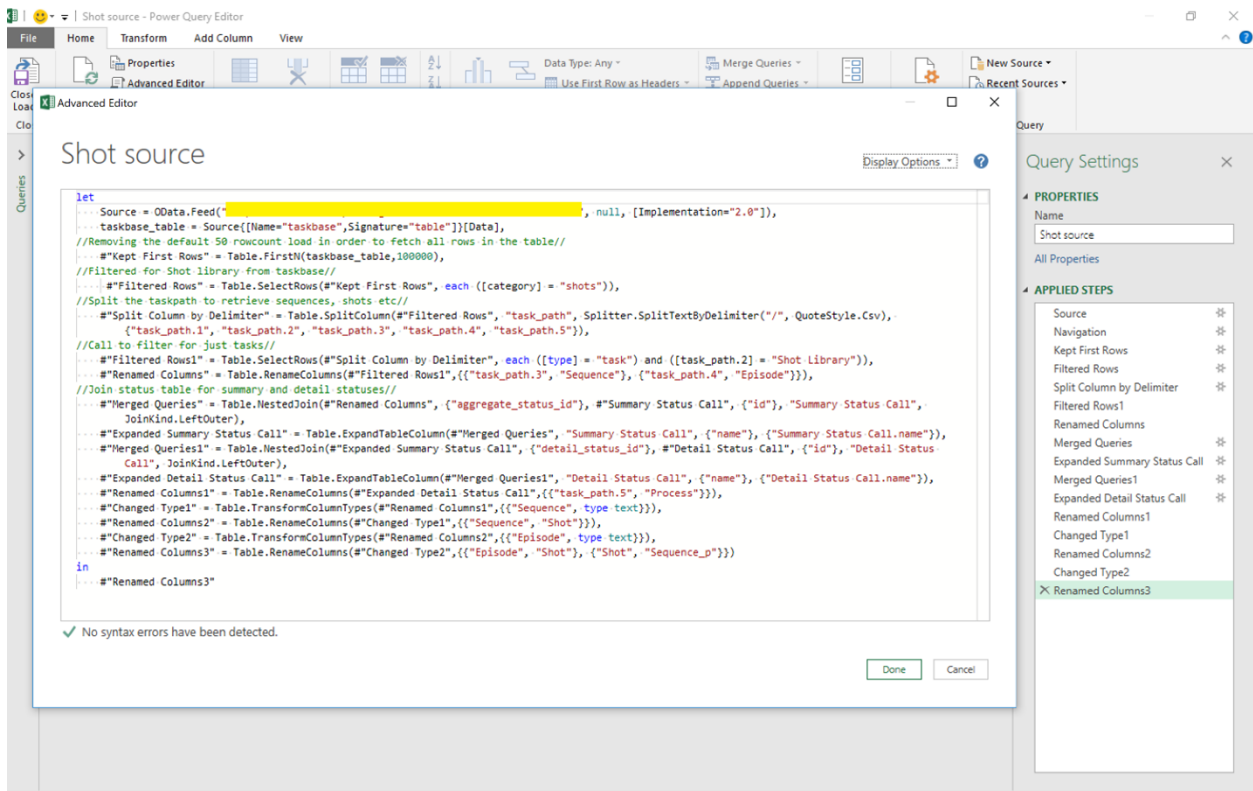 Shot source - Power Query Editor
File Home Transform Add Column View
Properties
Advanced Editor
Data Type: Any
Use First Row as Headers
Merge Queries
Append Queries
New Source
Recent Sources
Query
Queries
Advanced Editor
Shot source
Display Options
let
Source = OData.Feed("", null, [Implementation="2.0"]),
taskbase_table = Source{[Name="taskbase",Signature="table"]}[Data],
//Removing the default 50 rowcount load in order to fetch all rows in the table//
#"Kept First Rows" = Table.FirstN(taskbase_table,100000),
//Filtered for Shot library from taskbase//
#"Filtered Rows" = Table.SelectRows(#"Kept First Rows", each ([category] = "shots")),
//Split the taskpath to retrieve sequences, shots etc//
#"Split Column by Delimiter" = Table.SplitColumn(#"Filtered Rows", "task_path", Splitter.SplitTextByDelimiter("/", QuoteStyle.Csv),
{"task_path.1", "task_path.2", "task_path.3", "task_path.4", "task_path.5"}),
//Call to filter for just tasks//
#"Filtered Rows1" = Table.SelectRows(#"Split Column by Delimiter", each ([type] = "task") and ([task_path.2] = "Shot Library")),
#"Renamed Columns" = Table.RenameColumns(#"Filtered Rows1",{{"task_path.3", "Sequence"}, {"task_path.4", "Episode"}}),
//Join status table for summary and detail statuses//
#"Merged Queries" = Table.NestedJoin(#"Renamed Columns", {"aggregate_status_id"}, #"Summary Status Call", {"id"}, "Summary Status Call",
JoinKind.LeftOuter),
#"Expanded Summary Status Call" = Table.ExpandTableColumn(#"Merged Queries", "Summary Status Call", {"name"}, {"Summary Status Call.name"}),
#"Merged Queries1" = Table.NestedJoin(#"Expanded Summary Status Call", {"detail_status_id"}, #"Detail Status Call", {"id"}, "Detail Status
Call", JoinKind.LeftOuter),
#"Expanded Detail Status Call" = Table.ExpandTableColumn(#"Merged Queries1", "Detail Status Call", {"name"}, {"Detail Status Call.name"}),
#"Renamed Columns1" = Table.RenameColumns(#"Expanded Detail Status Call",{{"task_path.5", "Process"}}),
#"Changed Type1" = Table.TransformColumnTypes(#"Renamed Columns1",{{"Sequence", type text}}),
#"Renamed Columns2" = Table.RenameColumns(#"Changed Type1",{{"Sequence", "Shot"}}),
#"Changed Type2" = Table.TransformColumnTypes(#"Renamed Columns2",{{"Episode", type text}}),
#"Renamed Columns3" = Table.RenameColumns(#"Changed Type2",{{"Episode", "Shot"}, {"Shot", "Sequence_p"}})
in
#"Renamed Columns3"
No syntax errors have been detected.
Done Cancel
Query Settings
PROPERTIES
Name
Shot source
All Properties
APPLIED STEPS
Source
Navigation
Kept First Rows
Filtered Rows
Split Column by Delimiter
Filtered Rows1
Renamed Columns
Merged Queries
Expanded Summary Status Call
Merged Queries1
Expanded Detail Status Call
Renamed Columns1
Changed Type1
Renamed Columns2
Changed Type2
Renamed Columns3